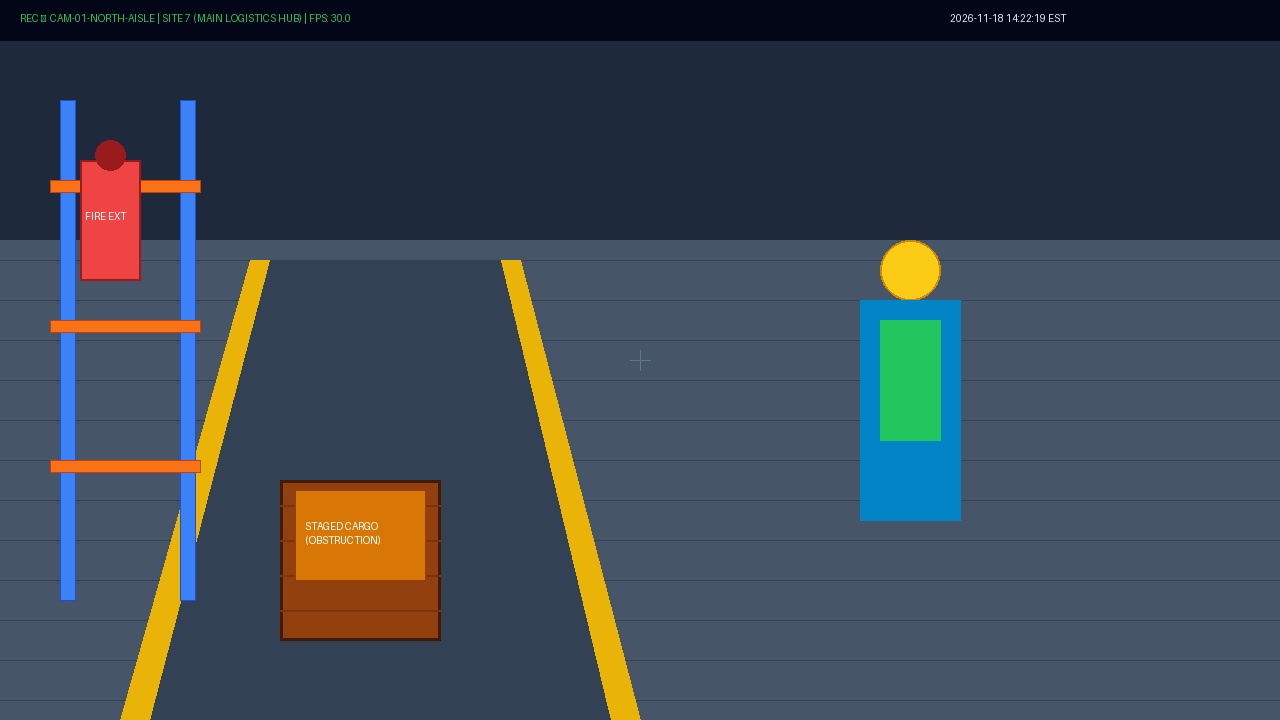 REC ▯ CAM-01-NORTH-AISLE | SITE 7 (MAIN LOGISTICS HUB) | FPS: 30.0
2026-11-18 14:22:19 EST
FIRE EXT
STAGED CARGO
(OBSTRUCTION)